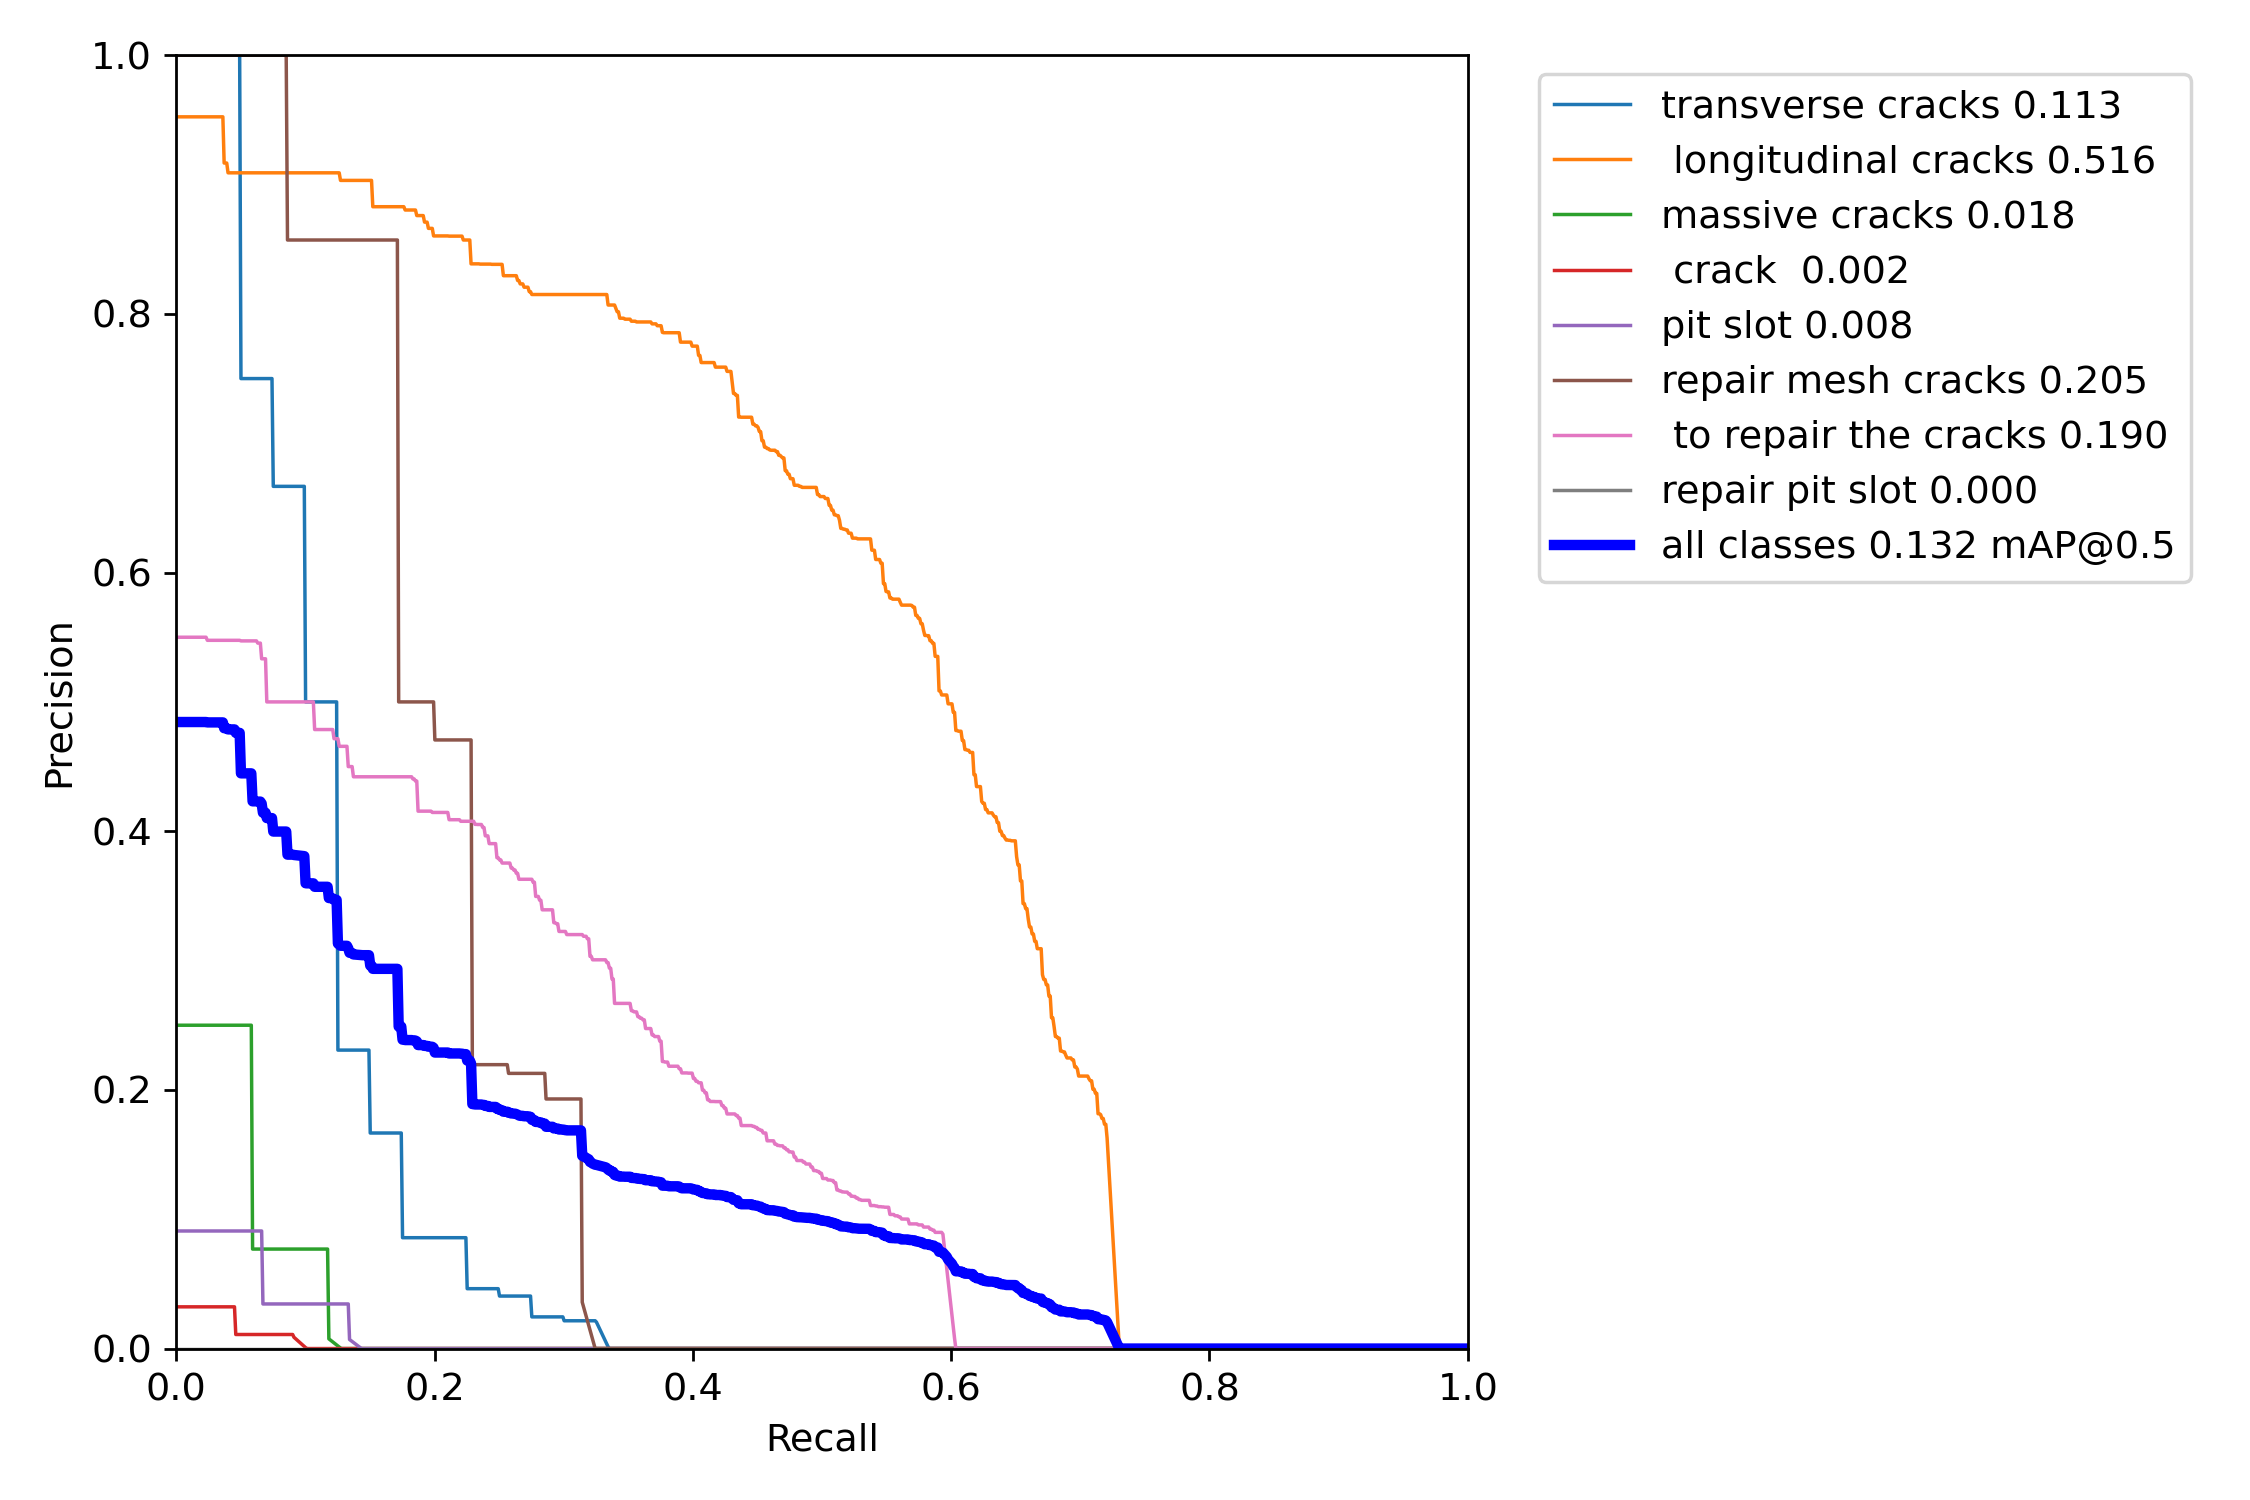 1.0
0.8
0.6
0.4
0.2
0.0
Precision
0.0 0.2 0.4 0.6 0.8 1.0
Recall
transverse cracks 0.113
longitudinal cracks 0.516
massive cracks 0.018
crack  0.002
pit slot 0.008
repair mesh cracks 0.205
to repair the cracks 0.190
repair pit slot 0.000
all classes 0.132 mAP@0.5